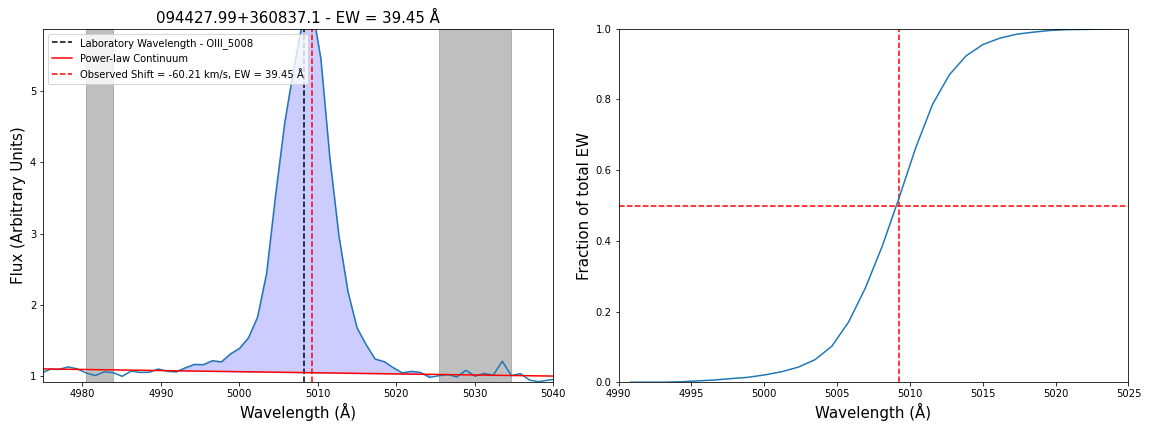 094427.99+360837.1 - EW = 39.45 Å
Laboratory Wavelength - OIII_5008
Power-law Continuum
Observed Shift = -60.21 km/s, EW = 39.45 Å
Flux (Arbitrary Units)
5
4
3
2
1
4980 4990 5000 5010 5020 5030 5040
Wavelength (Å)
Fraction of total EW
1.0
0.8
0.6
0.4
0.2
0.0
4990 4995 5000 5005 5010 5015 5020 5025
Wavelength (Å)